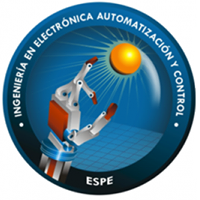 • INGENIERÍA EN ELECTRÓNICA AUTOMATIZACIÓN Y CONTROL •
ESPE